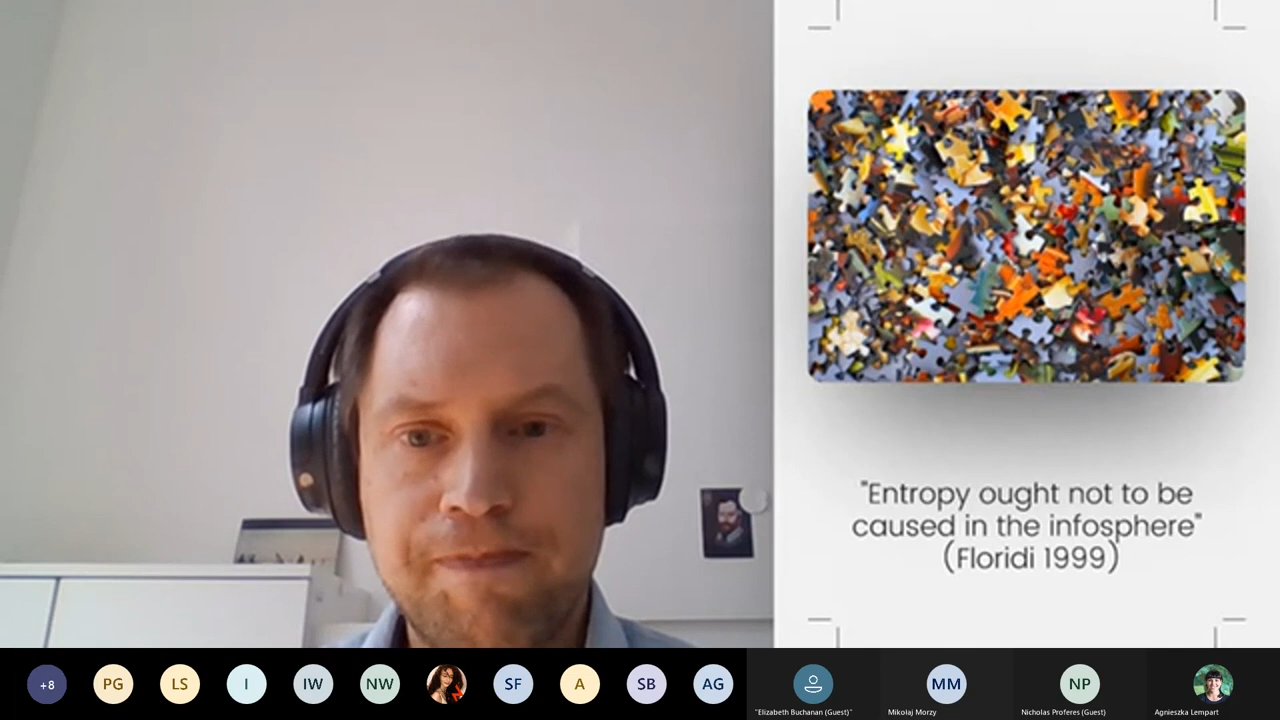 "Entropy ought not to be
caused in the infosphere"
(Floridi 1999)
+8
PG
LS
I
IW
NW
SF
A
SB
AG
MM
NP
"Elizabeth Buchanan (Guest)"
Mikołaj Morzy
Nicholas Proferes (Guest)
Agnieszka Lempart